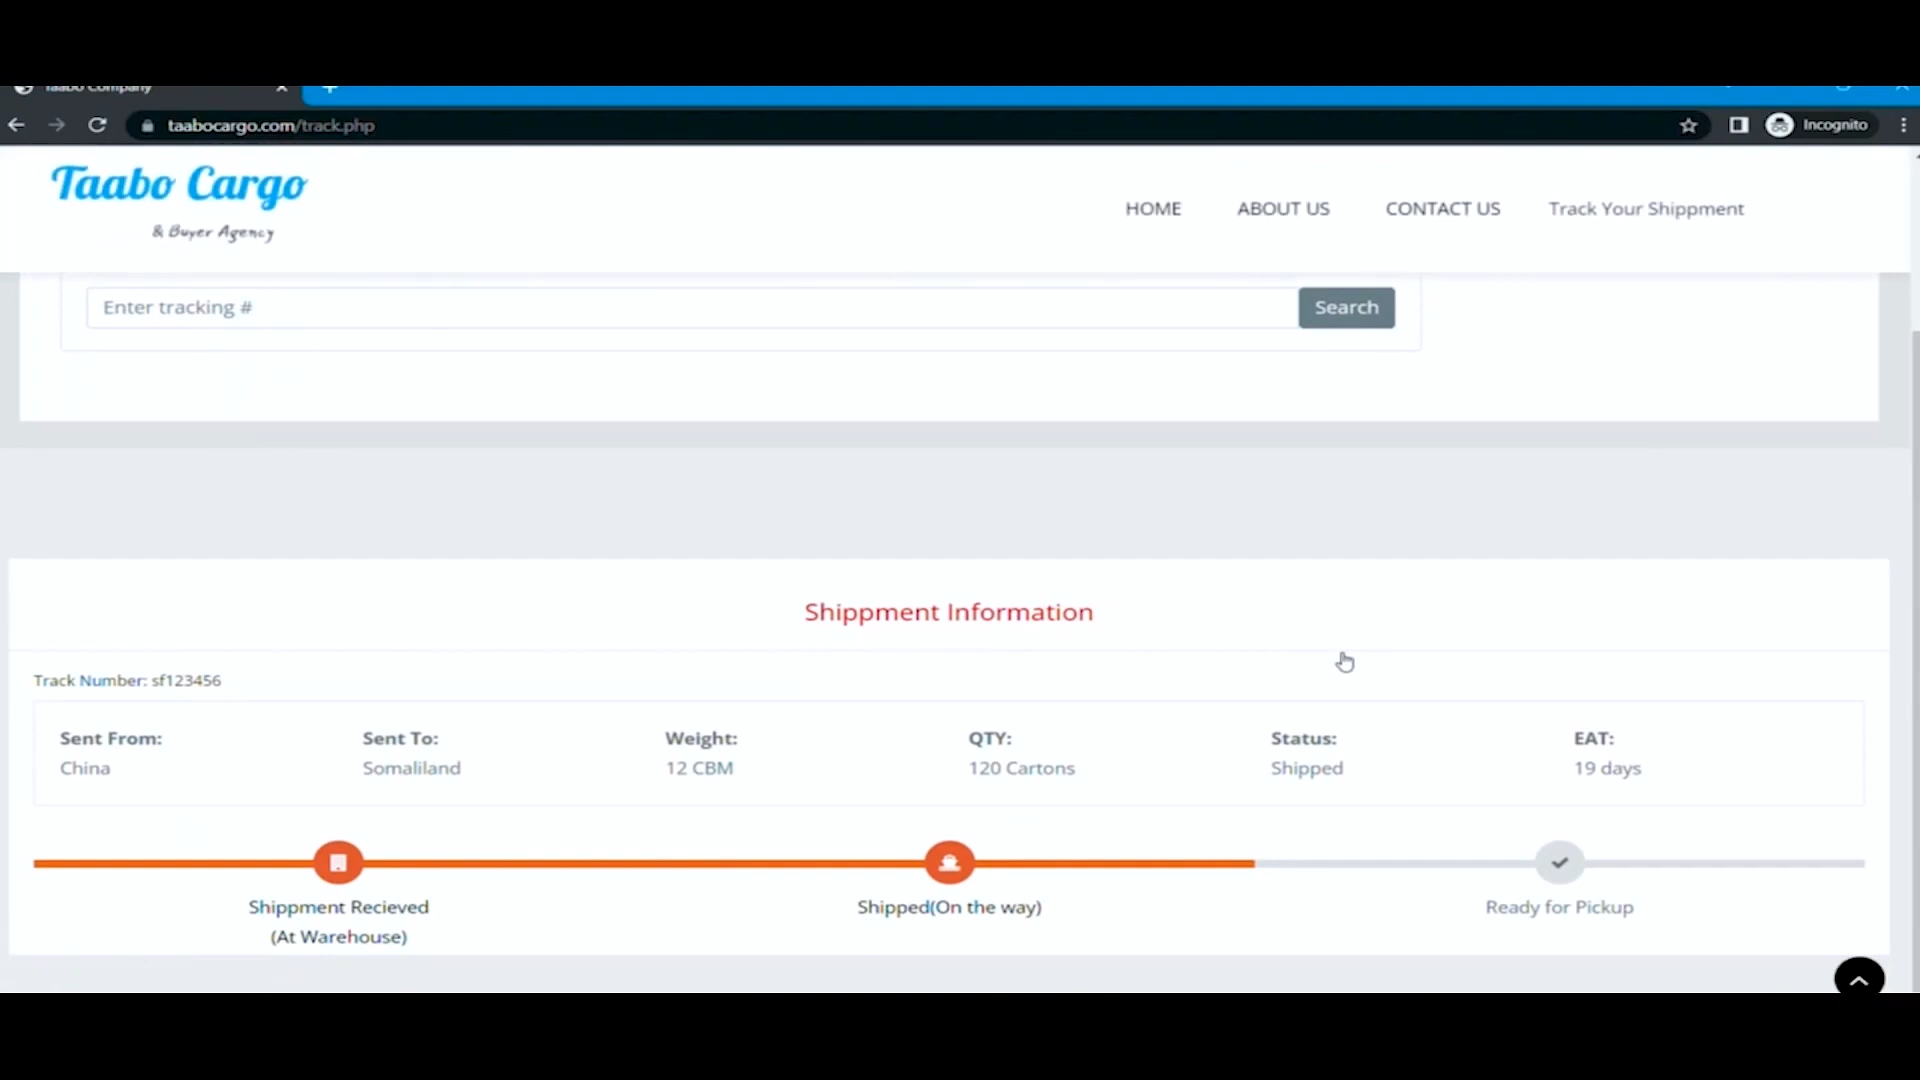 Taabo Company
taabocargo.com/track.php
Incognito
Taabo Cargo
& Buyer Agency
HOME ABOUT US CONTACT US Track Your Shippment
Enter tracking # Search
Shippment Information
Track Number: sf123456
Sent From: Sent To: Weight: QTY: Status: EAT:
China Somaliland 12 CBM 120 Cartons Shipped 19 days
Shippment Recieved Shipped(On the way) Ready for Pickup
(At Warehouse)